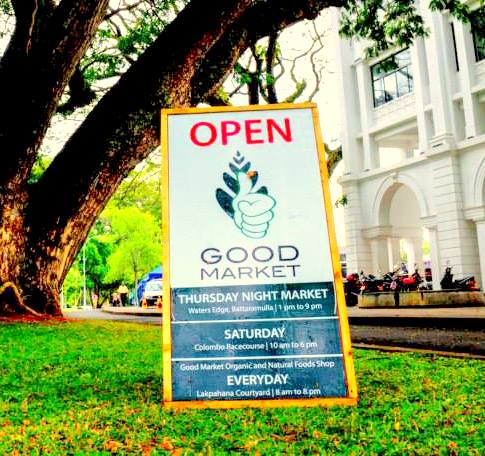 OPEN
GOOD
MARKET
THURSDAY NIGHT MARKET
Waters Edge, Battaramulla | 1 pm to 9 pm
SATURDAY
Colombo Racecourse | 10 am to 6 pm
Good Market Organic and Natural Foods Shop
EVERYDAY
Lakpahana Courtyard | 8 am to 8 pm